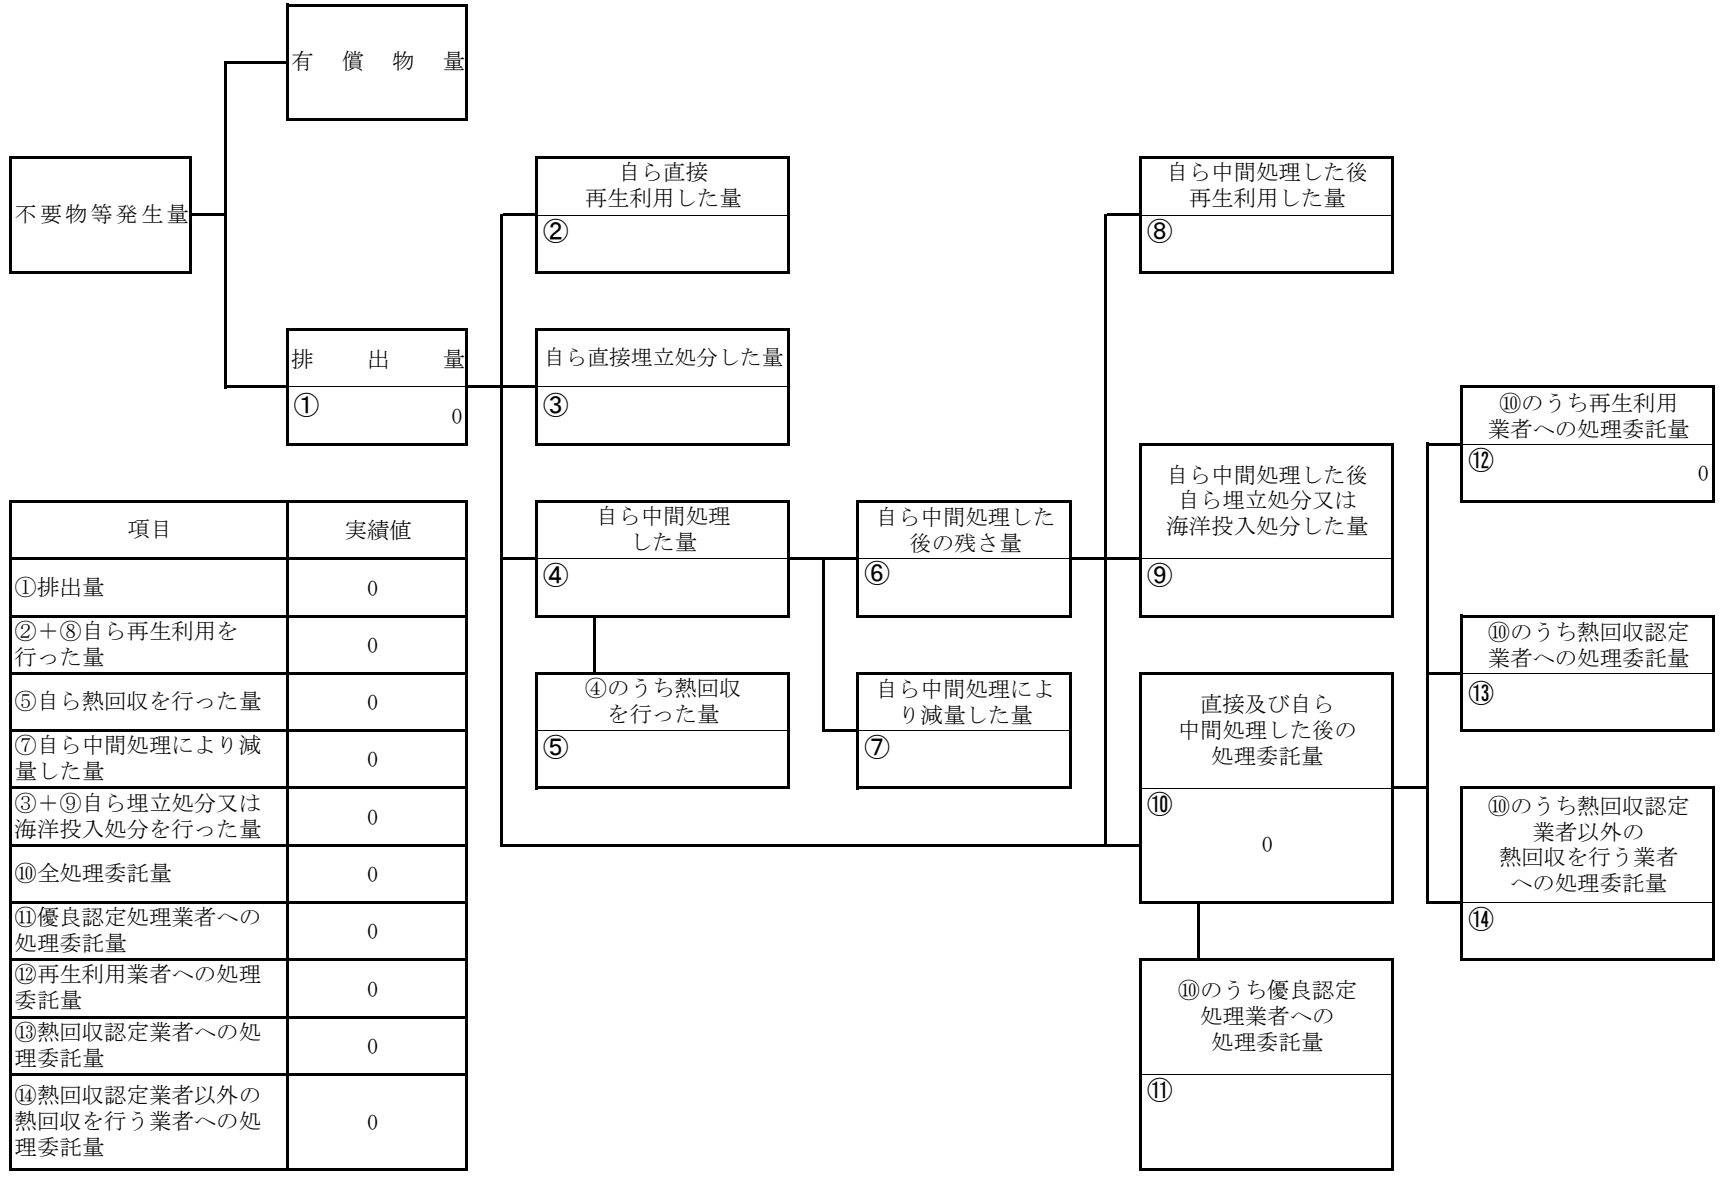 有償物量
不要物等発生量
自ら直接
再生利用した量
②
自ら中間処理した後
再生利用した量
⑧
排出量
①
0
自ら直接埋立処分した量
③
⑩のうち再生利用
業者への処理委託量
⑫
0
自ら中間処理した後
自ら埋立処分又は
海洋投入処分した量
⑨
自ら中間処理
した量
④
自ら中間処理した
後の残さ量
⑥
⑩のうち熱回収認定
業者への処理委託量
⑬
④のうち熱回収
を行った量
⑤
自ら中間処理によ
り減量した量
⑦
直接及び自ら
中間処理した後の
処理委託量
⑩
0
⑩のうち熱回収認定
業者以外の
熱回収を行う業者
への処理委託量
⑭
⑩のうち優良認定
処理業者への
処理委託量
⑪
項目 実績値
①排出量 0
②＋⑧自ら再生利用を
行った量 0
⑤自ら熱回収を行った量 0
⑦自ら中間処理により減
量した量 0
③＋⑨自ら埋立処分又は
海洋投入処分を行った量 0
⑩全処理委託量 0
⑪優良認定処理業者への
処理委託量 0
⑫再生利用業者への処理
委託量 0
⑬熱回収認定業者への処
理委託量 0
⑭熱回収認定業者以外の
熱回収を行う業者への処
理委託量 0